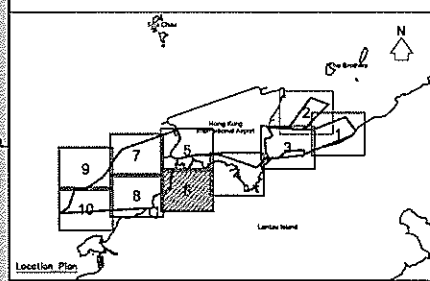 Sha Chau
The Brothers
N
Hong Kong
International Airport
2
1
5
3
7
9
8
10
Lantau Island
Location Plan